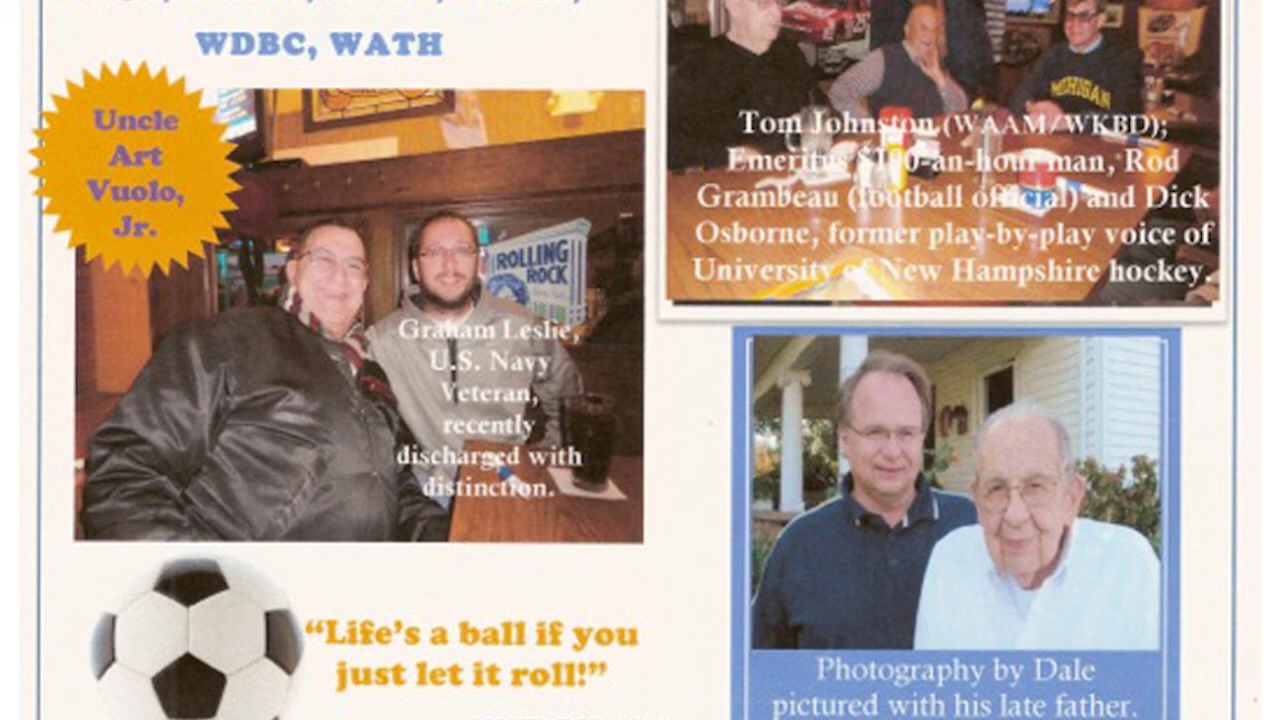 WDBC, WATH
Uncle
Art
Vuolo,
Jr.
ROLLING
ROCK
Graham Leslie,
U.S. Navy
Veteran,
recently
discharged with
distinction.
MICHIGAN
Tom Johnston (WAAM/WKBD);
Emeritus $100-an-hour man, Rod
Grambeau (football official) and Dick
Osborne, former play-by-play voice of
University of New Hampshire hockey.
“Life’s a ball if you
just let it roll!”
Photography by Dale
pictured with his late father.